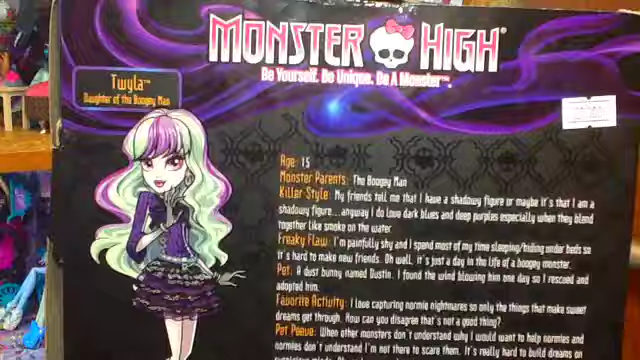 MONSTER HIGH
Be Yourself. Be Unique. Be A Monster™.
Twyla™
Daughter of the Boogey Man
Age: 15
Monster Parents: The Boogey Man
Killer Style: My friends tell me that I have a shadowy figure or maybe it's that I am a
shadowy figure...anyway I do love dark blues and deep purples especially when they blend
together like smoke on the water.
Freaky Flaw: I'm painfully shy and I spend most of my time sleeping/hiding under beds so
it's hard to make new friends. Oh well, it's just a day in the life of a boogey monster.
Pet: A dust bunny named Dustin. I found the wind blowing him one day so I rescued and
adopted him.
Favorite Activity: I love capturing normie nightmares so only the things that make sweet
dreams get through. How can you disagree that's not a good thing?
Pet Peeve: When other monsters don't understand why I would want to help normies and
normies don't understand I'm not there to scare them. It's really hard to build dreams on